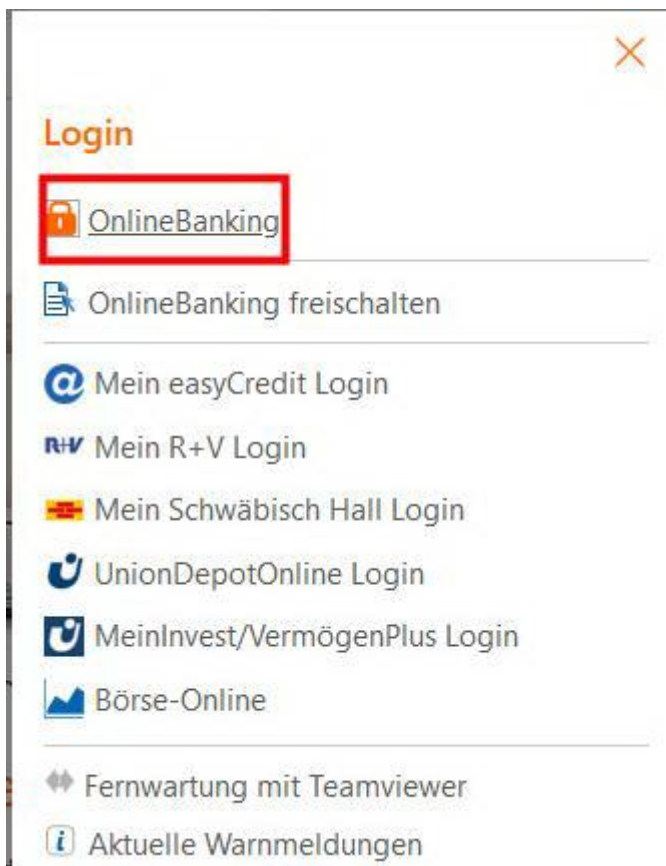 Login
OnlineBanking
OnlineBanking freischalten
@ Mein easyCredit Login
R+V Mein R+V Login
Mein Schwäbisch Hall Login
UnionDepotOnline Login
MeinInvest/VermögenPlus Login
Börse-Online
Fernwartung mit Teamviewer
i Aktuelle Warnmeldungen